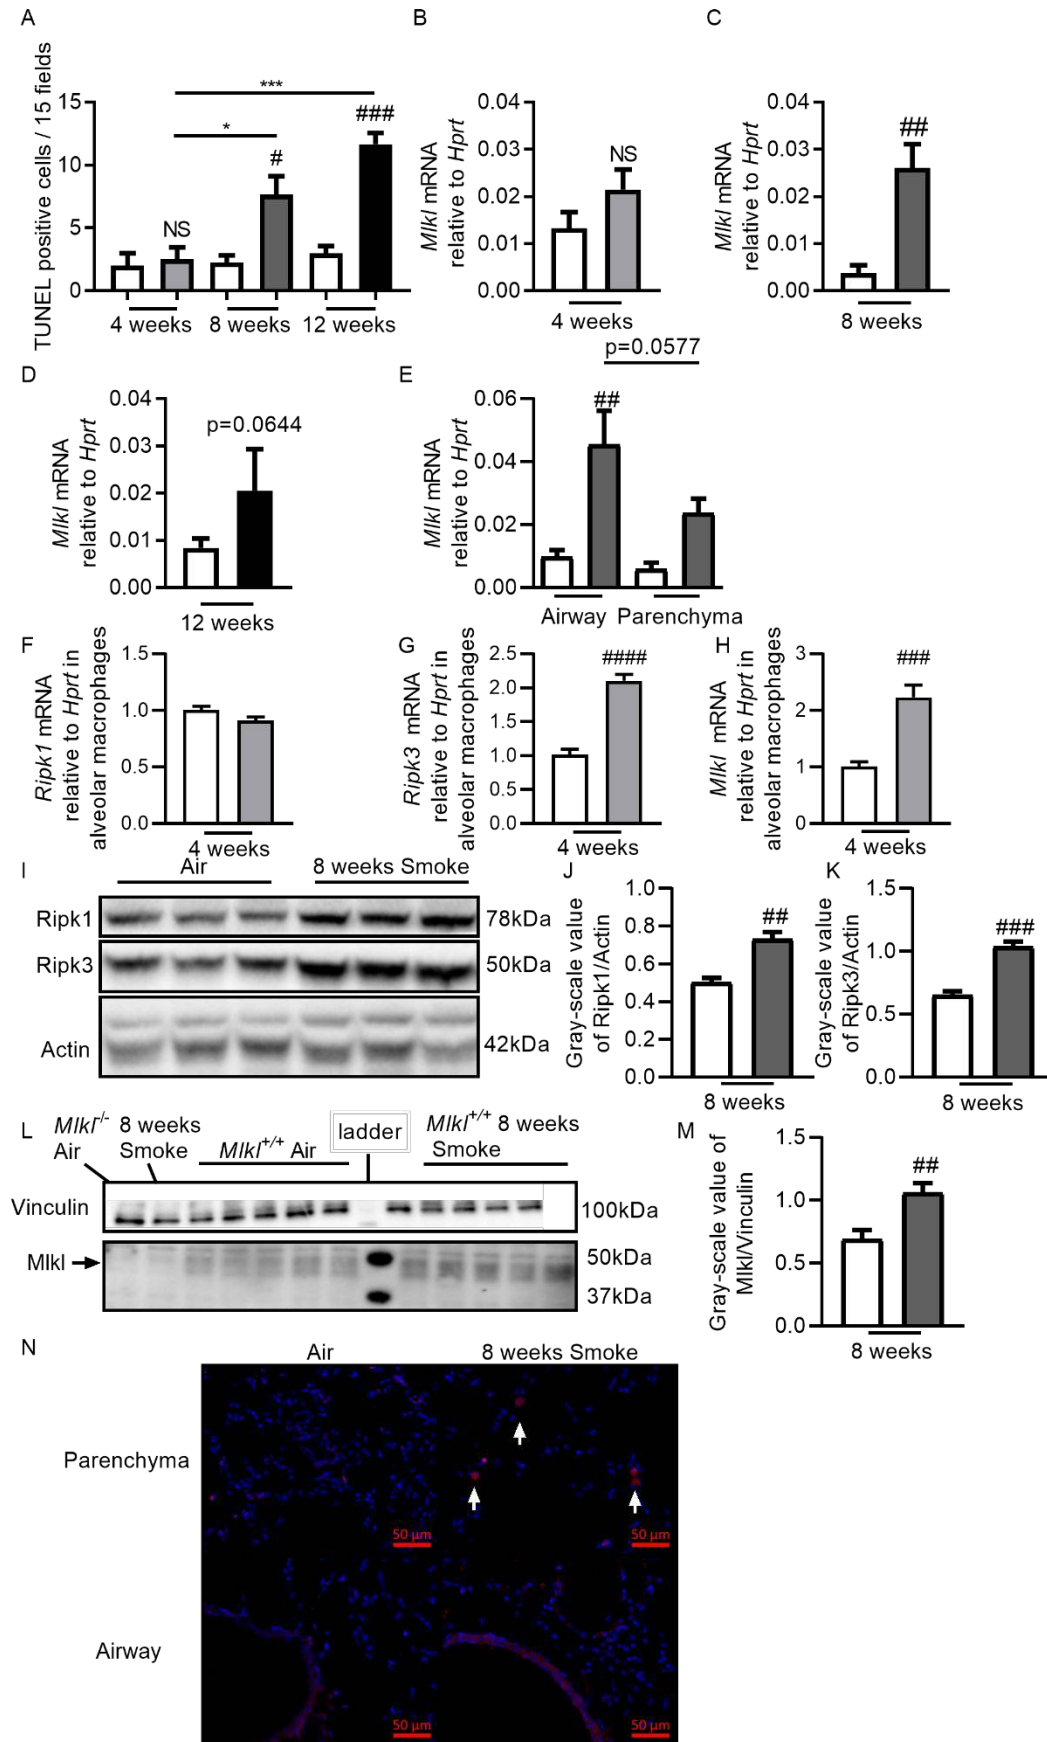 A
TUNEL positive cells / 15 fields
15
10
5
0
***
*
NS
#
###
4 weeks
8 weeks
12 weeks
B
Mlkl mRNA
relative to Hprt
0.04
0.03
0.02
0.01
0.00
NS
4 weeks
C
Mlkl mRNA
relative to Hprt
0.04
0.03
0.02
0.01
0.00
##
8 weeks
D
Mlkl mRNA
relative to Hprt
0.04
0.03
0.02
0.01
0.00
p=0.0644
12 weeks
E
Mlkl mRNA
relative to Hprt
0.06
0.04
0.02
0.00
p=0.0577
##
Airway Parenchyma
F
Ripk1 mRNA
relative to Hprt in
alveolar macrophages
1.5
1.0
0.5
0.0
4 weeks
G
Ripk3 mRNA
relative to Hprt in
alveolar macrophages
2.5
2.0
1.5
1.0
0.5
0.0
####
4 weeks
H
Mlkl mRNA
relative to Hprt in
alveolar macrophages
3
2
1
0
###
4 weeks
I
Air
8 weeks Smoke
Ripk1
78kDa
Ripk3
50kDa
Actin
42kDa
J
Gray-scale value
of Ripk1/Actin
1.0
0.8
0.6
0.4
0.2
0.0
##
8 weeks
K
Gray-scale value
of Ripk3/Actin
1.5
1.0
0.5
0.0
###
8 weeks
L
Mlkl-/- 8 weeks
Air Smoke
Mlkl+/+ Air
ladder
Mlkl+/+ 8 weeks
Smoke
Vinculin
100kDa
Mlkl
50kDa
37kDa
M
Gray-scale value of
Mlkl/Vinculin
1.5
1.0
0.5
0.0
##
8 weeks
N
Air
8 weeks Smoke
Parenchyma
50 µm
50 µm
Airway
50 µm
50 µm